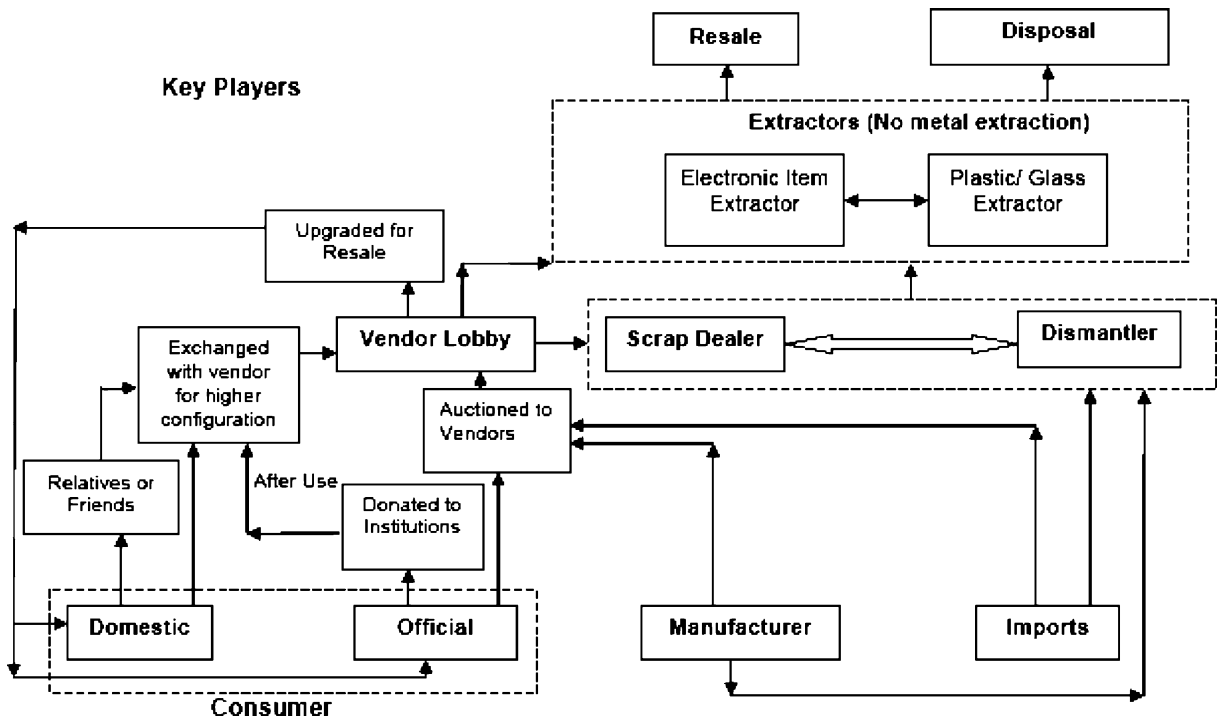 Resale
Disposal
Key Players
Extractors (No metal extraction)
Electronic Item
Extractor
Plastic/ Glass
Extractor
Upgraded for
Resale
Exchanged
with vendor
for higher
configuration
Vendor Lobby
Scrap Dealer
Dismantler
Auctioned to
Vendors
Relatives or
Friends
After Use
Donated to
Institutions
Domestic
Official
Manufacturer
Imports
Consumer